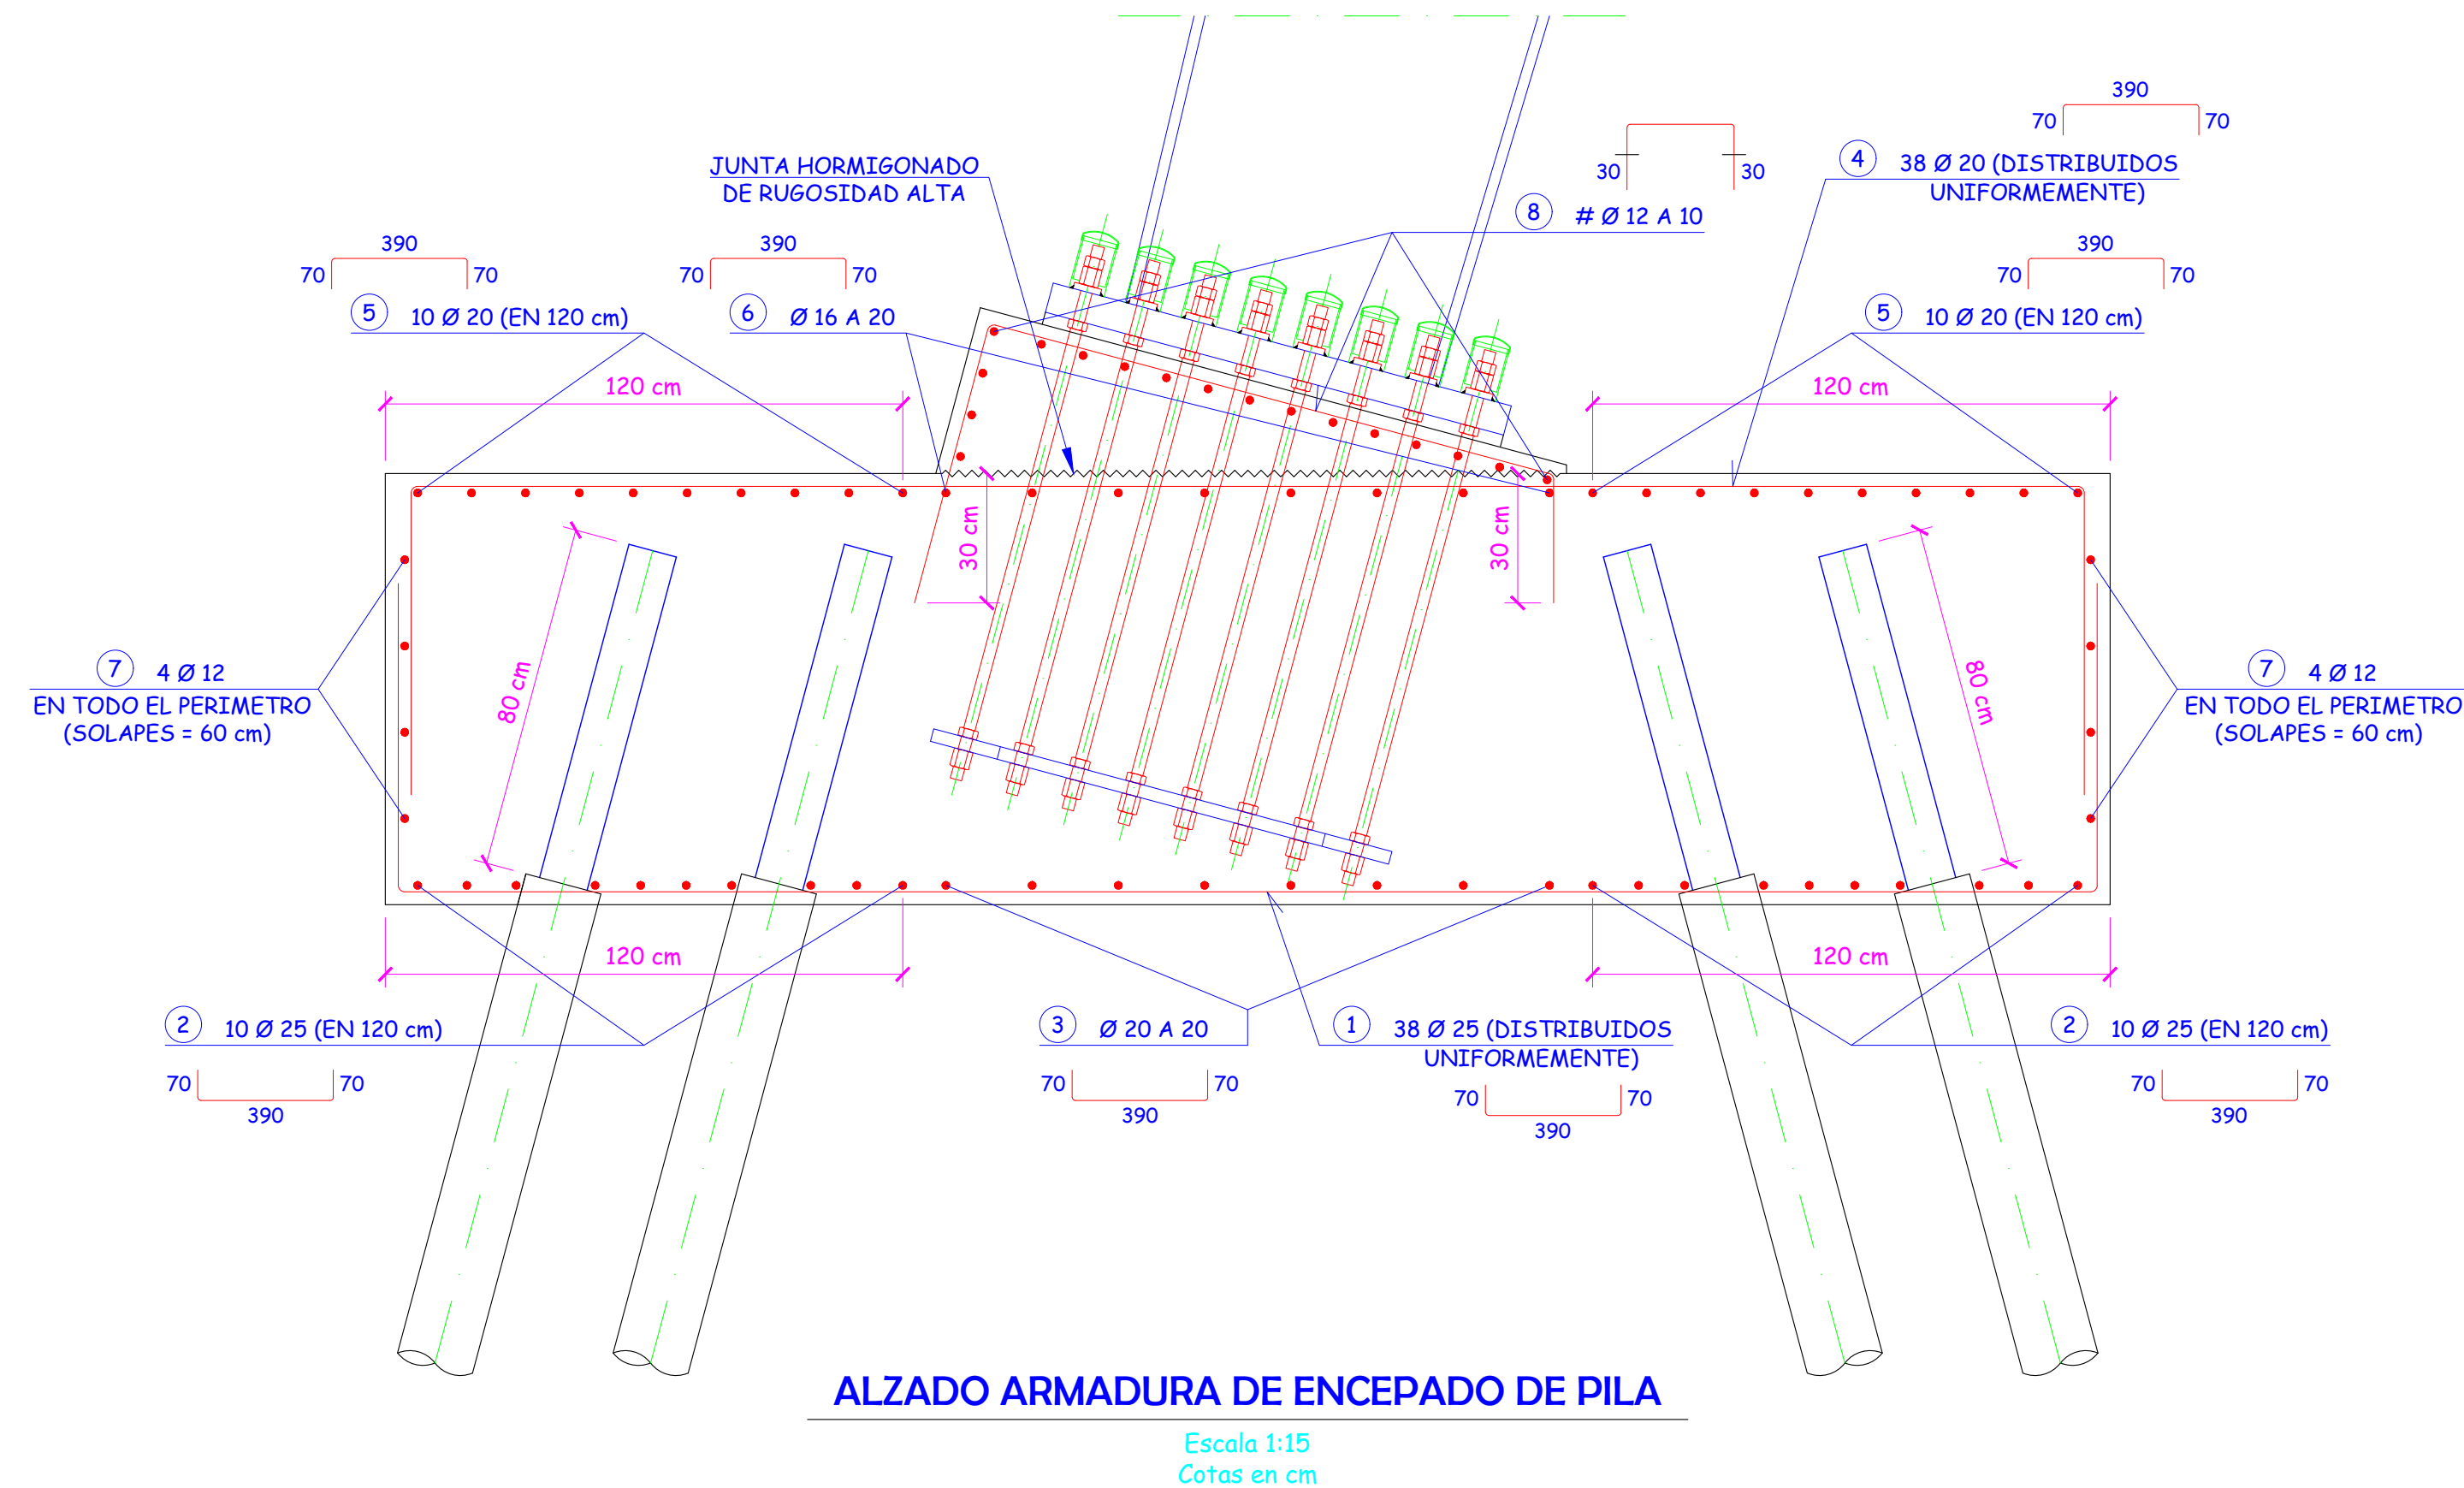 390
70 70
4 38 Ø 20 (DISTRIBUIDOS
UNIFORMEMENTE)
30 30
8 # Ø 12 A 10
JUNTA HORMIGONADO
DE RUGOSIDAD ALTA
390
70 70
5 10 Ø 20 (EN 120 cm)
390
70 70
6 Ø 16 A 20
390
70 70
5 10 Ø 20 (EN 120 cm)
120 cm
120 cm
30 cm
30 cm
80 cm
80 cm
7 4 Ø 12
EN TODO EL PERIMETRO
(SOLAPES = 60 cm)
7 4 Ø 12
EN TODO EL PERIMETRO
(SOLAPES = 60 cm)
120 cm
120 cm
2 10 Ø 25 (EN 120 cm)
70 70
390
3 Ø 20 A 20
70 70
390
1 38 Ø 25 (DISTRIBUIDOS
UNIFORMEMENTE)
70 70
390
2 10 Ø 25 (EN 120 cm)
70 70
390
ALZADO ARMADURA DE ENCEPADO DE PILA
Escala 1:15
Cotas en cm